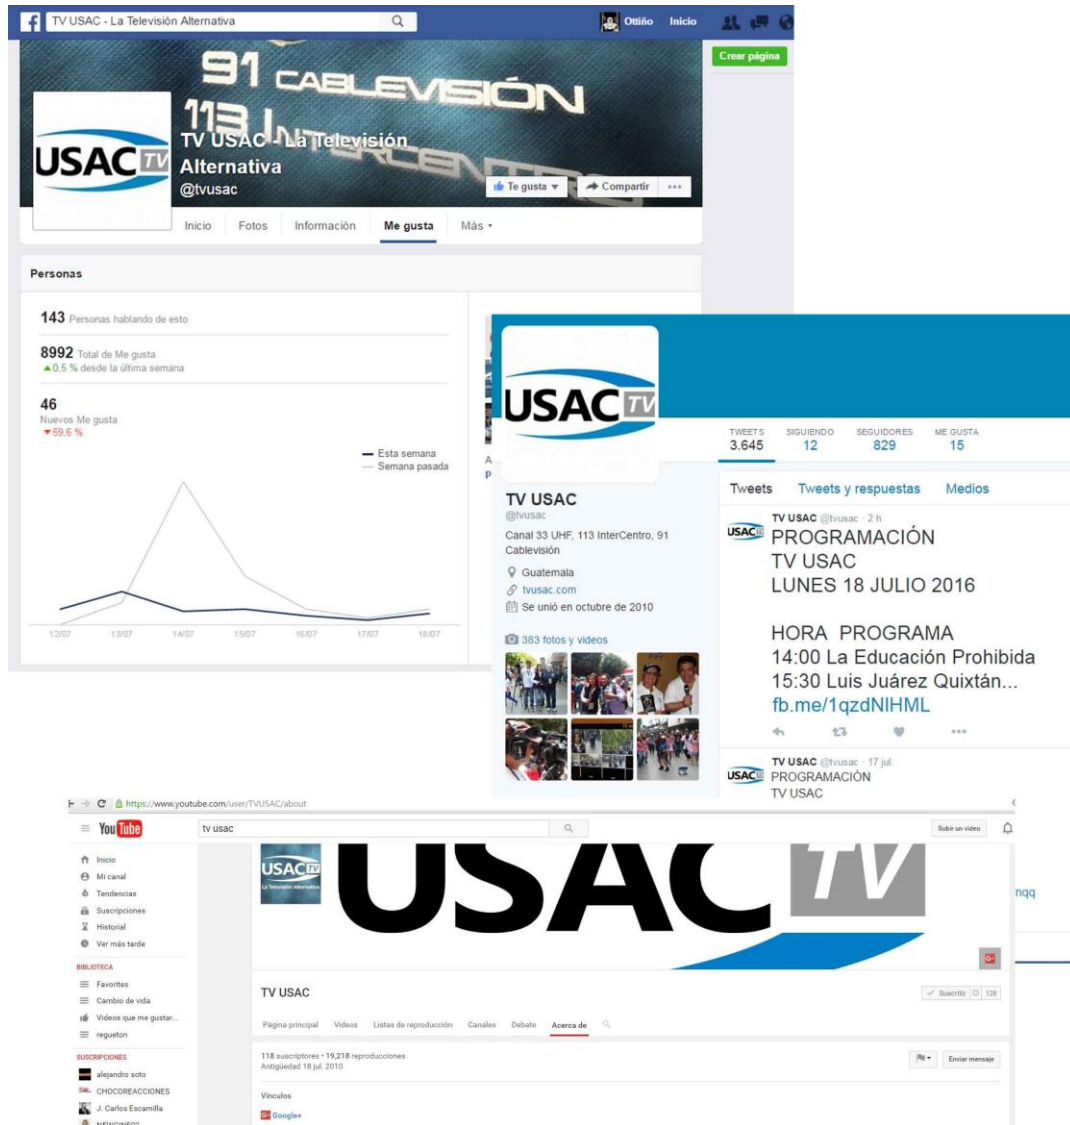 TV USAC - La Televisión Alternativa
Ottiño Inicio
Crear página
91 CABLEVISIÓN
113 INTERCENTRO
USAC TV
TV USAC - La Televisión
Alternativa
@tvusac
Te gusta
Compartir
Inicio Fotos Información Me gusta Más
Personas
143 Personas hablando de esto
8992 Total de Me gusta
0,5 % desde la última semana
46
Nuevos Me gusta
59,6 %
Esta semana
Semana pasada
12/07 13/07 14/07 15/07 16/07 17/07 18/07
USAC TV
TWEETS SIGUIENDO SEGUIDORES ME GUSTA
3.645 12 829 15
TV USAC
@tvusac
Canal 33 UHF, 113 InterCentro, 91
Cablevisión
Guatemala
tvusac.com
Se unió en octubre de 2010
383 fotos y videos
Tweets Tweets y respuestas Medios
TV USAC @tvusac · 2 h
PROGRAMACIÓN
TV USAC
LUNES 18 JULIO 2016
HORA PROGRAMA
14:00 La Educación Prohibida
15:30 Luis Juárez Quixtán...
fb.me/1qzdNIHML
TV USAC @tvusac · 17 jul.
PROGRAMACIÓN
TV USAC
https://www.youtube.com/user/TVUSAC/about
YouTube
tv usac
Subir un vídeo
Inicio
Mi canal
Tendencias
Suscripciones
Historial
Ver más tarde
BIBLIOTECA
Favorites
Cambio de vida
Videos que me gustar...
regueton
SUSCRIPCIONES
alejandro soto
CHOCOREACCIONES
J. Carlos Escamilla
USAC TV
La Televisión Alternativa
USAC TV
nqq
TV USAC
Suscrito 128
Página principal Vídeos Listas de reproducción Canales Debate Acerca de
118 suscriptores • 19,218 reproducciones
Antigüedad 18 jul. 2010
Enviar mensaje
Vínculos
Google+